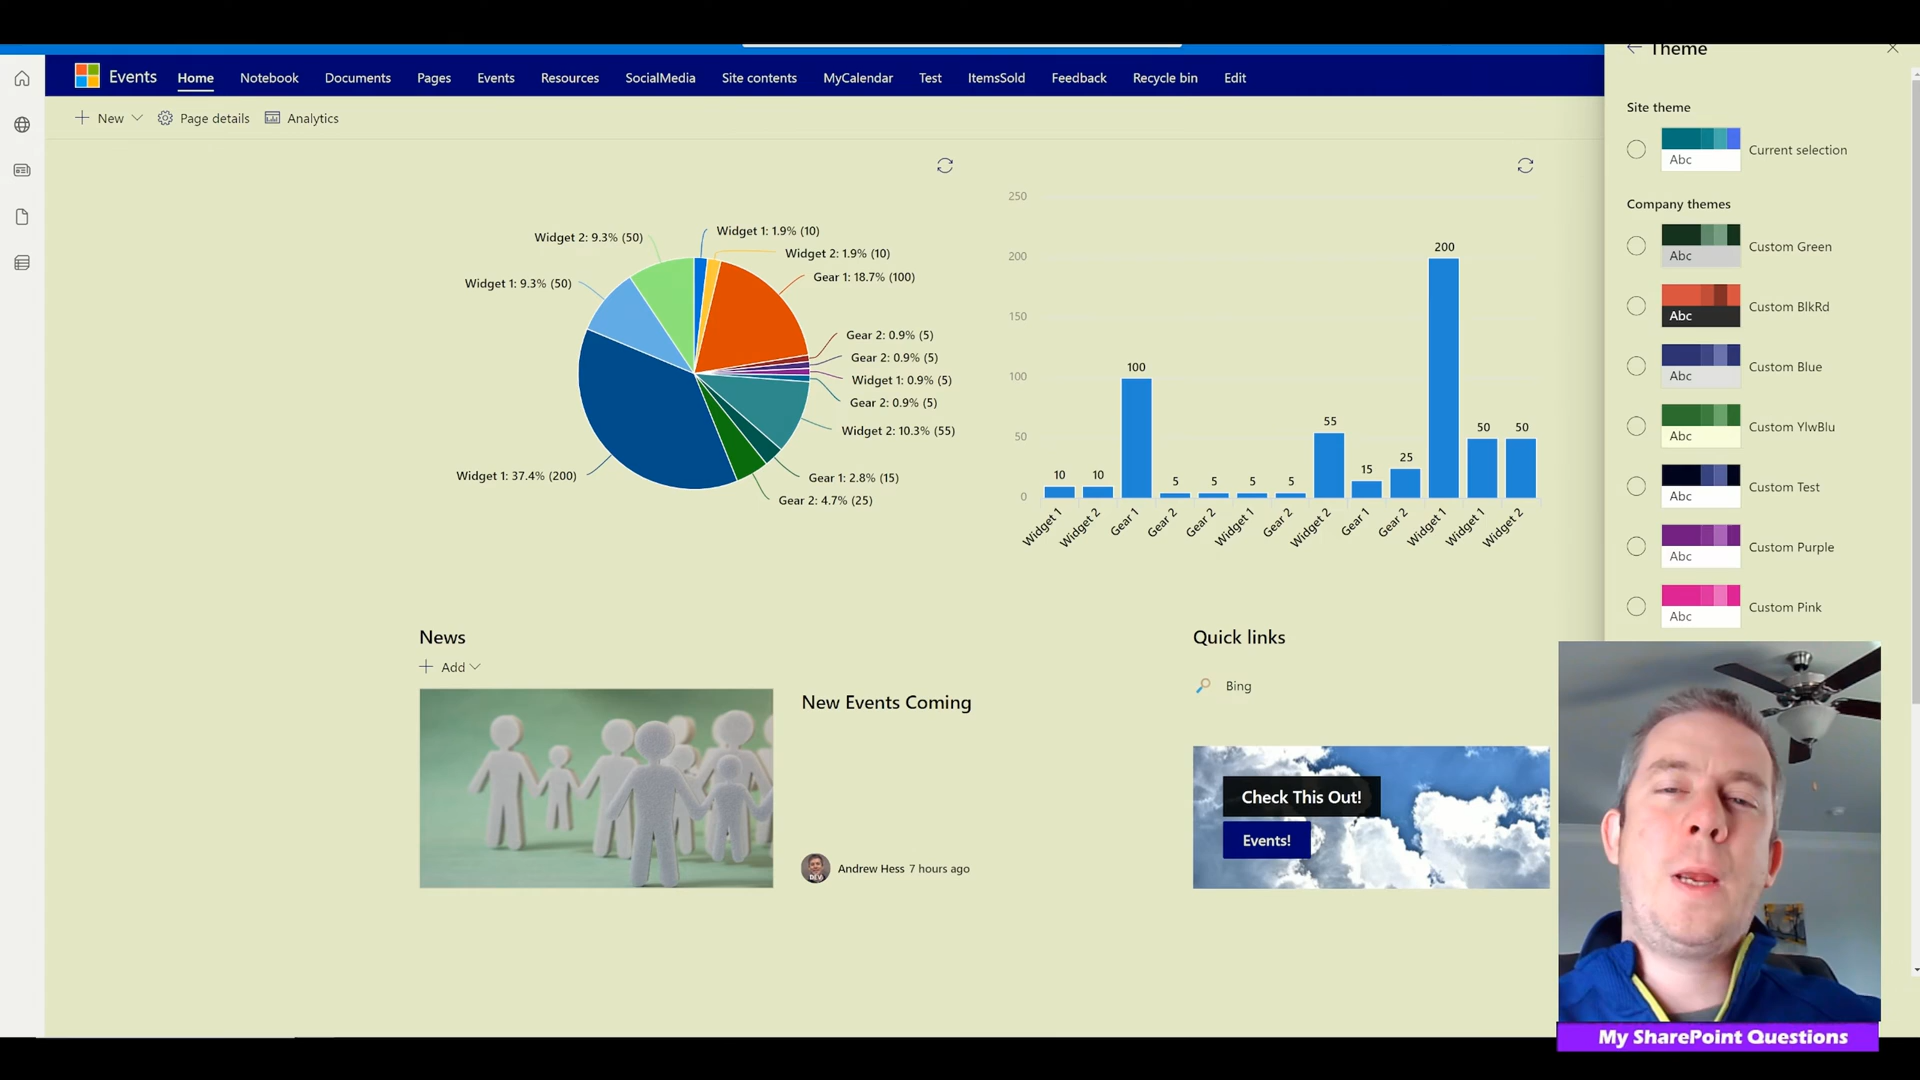 Events
Home
Notebook
Documents
Pages
Events
Resources
SocialMedia
Site contents
MyCalendar
Test
ItemsSold
Feedback
Recycle bin
Edit
New
Page details
Analytics
Widget 1: 1.9% (10)
Widget 2: 9.3% (50)
Widget 2: 1.9% (10)
Gear 1: 18.7% (100)
Widget 1: 9.3% (50)
Gear 2: 0.9% (5)
Gear 2: 0.9% (5)
Widget 1: 0.9% (5)
Gear 2: 0.9% (5)
Widget 2: 10.3% (55)
Widget 1: 37.4% (200)
Gear 1: 2.8% (15)
Gear 2: 4.7% (25)
250
200
150
100
50
0
10
10
100
5
5
5
5
55
15
25
200
50
50
Widget 1
Widget 2
Gear 1
Gear 2
Gear 2
Widget 1
Gear 2
Widget 2
Gear 1
Gear 2
Widget 1
Widget 1
Widget 2
News
Add
New Events Coming
Andrew Hess 7 hours ago
Quick links
Bing
Check This Out!
Events!
Theme
Site theme
Abc
Current selection
Company themes
Abc
Custom Green
Abc
Custom BlkRd
Abc
Custom Blue
Abc
Custom YlwBlu
Abc
Custom Test
Abc
Custom Purple
Abc
Custom Pink
My SharePoint Questions